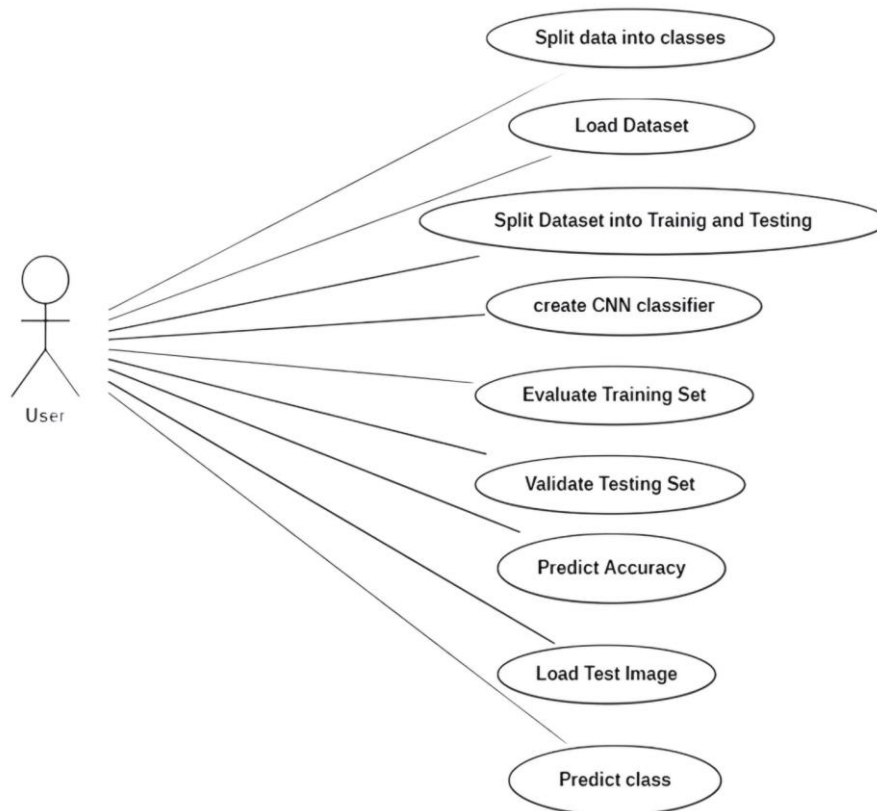 Split data into classes
Load Dataset
Split Dataset into Trainig and Testing
create CNN classifier
Evaluate Training Set
User
Validate Testing Set
Predict Accuracy
Load Test Image
Predict class